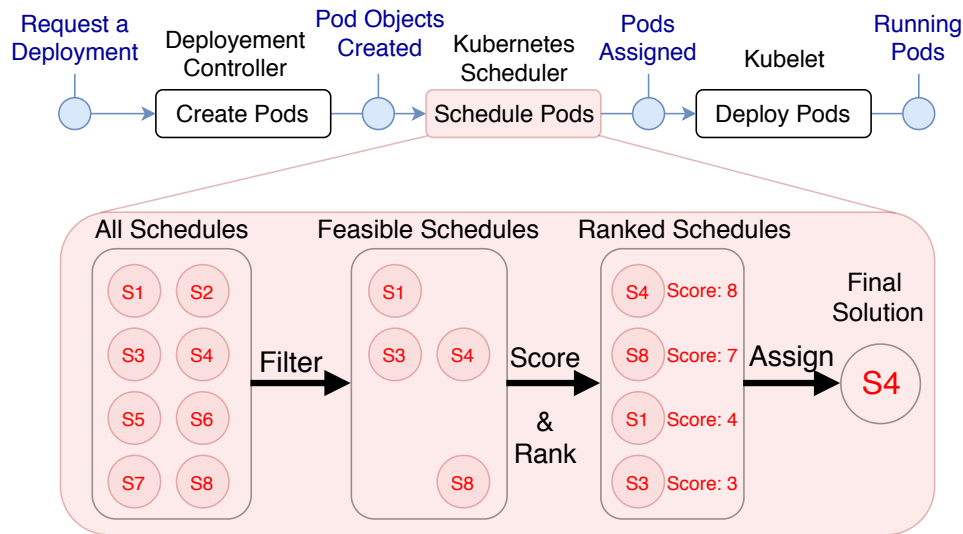 Request a
Deployment
Deployement
Controller
Pod Objects
Created
Kubernetes
Scheduler
Pods
Assigned
Kubelet
Running
Pods
Create Pods
Schedule Pods
Deploy Pods
All Schedules
Feasible Schedules
Ranked Schedules
S1 S2
S3 S4
S5 S6
S7 S8
Filter
S1
S3 S4
S8
Score
&
Rank
S4 Score: 8
S8 Score: 7
S1 Score: 4
S3 Score: 3
Assign
Final
Solution
S4